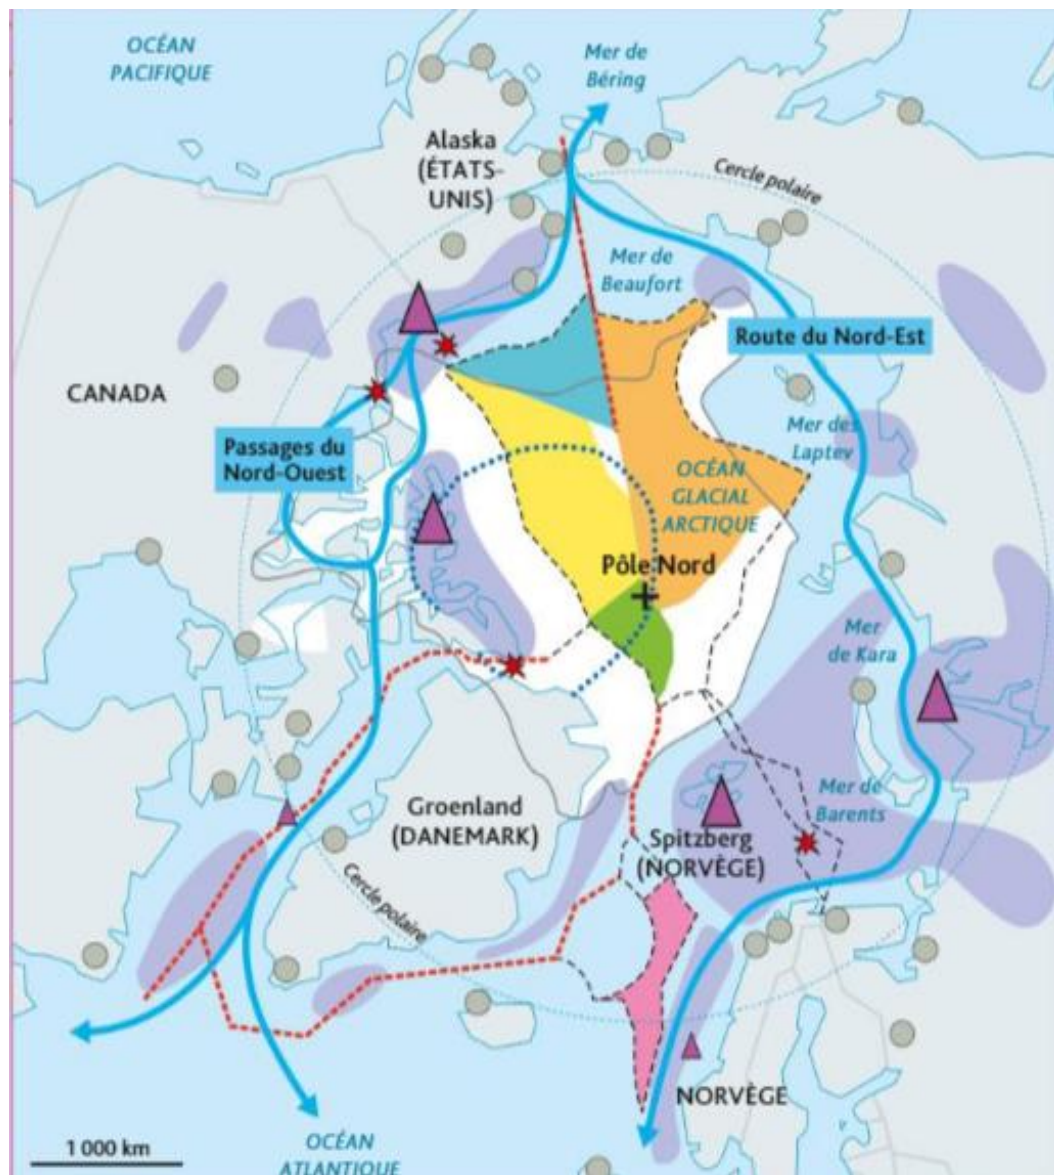 OCÉAN
PACIFIQUE
Mer de
Béring
Alaska
(ÉTATS-
UNIS)
Cercle polaire
Mer de
Beaufort
Route du Nord-Est
CANADA
Passages du
Nord-Ouest
Mer des
Laptev
OCÉAN
GLACIAL
ARCTIQUE
Pôle Nord
Mer
de Kara
Mer de
Barents
Groenland
(DANEMARK)
Spitzberg
(NORVÈGE)
Cercle polaire
NORVÈGE
1 000 km
OCÉAN
ATLANTIQUE